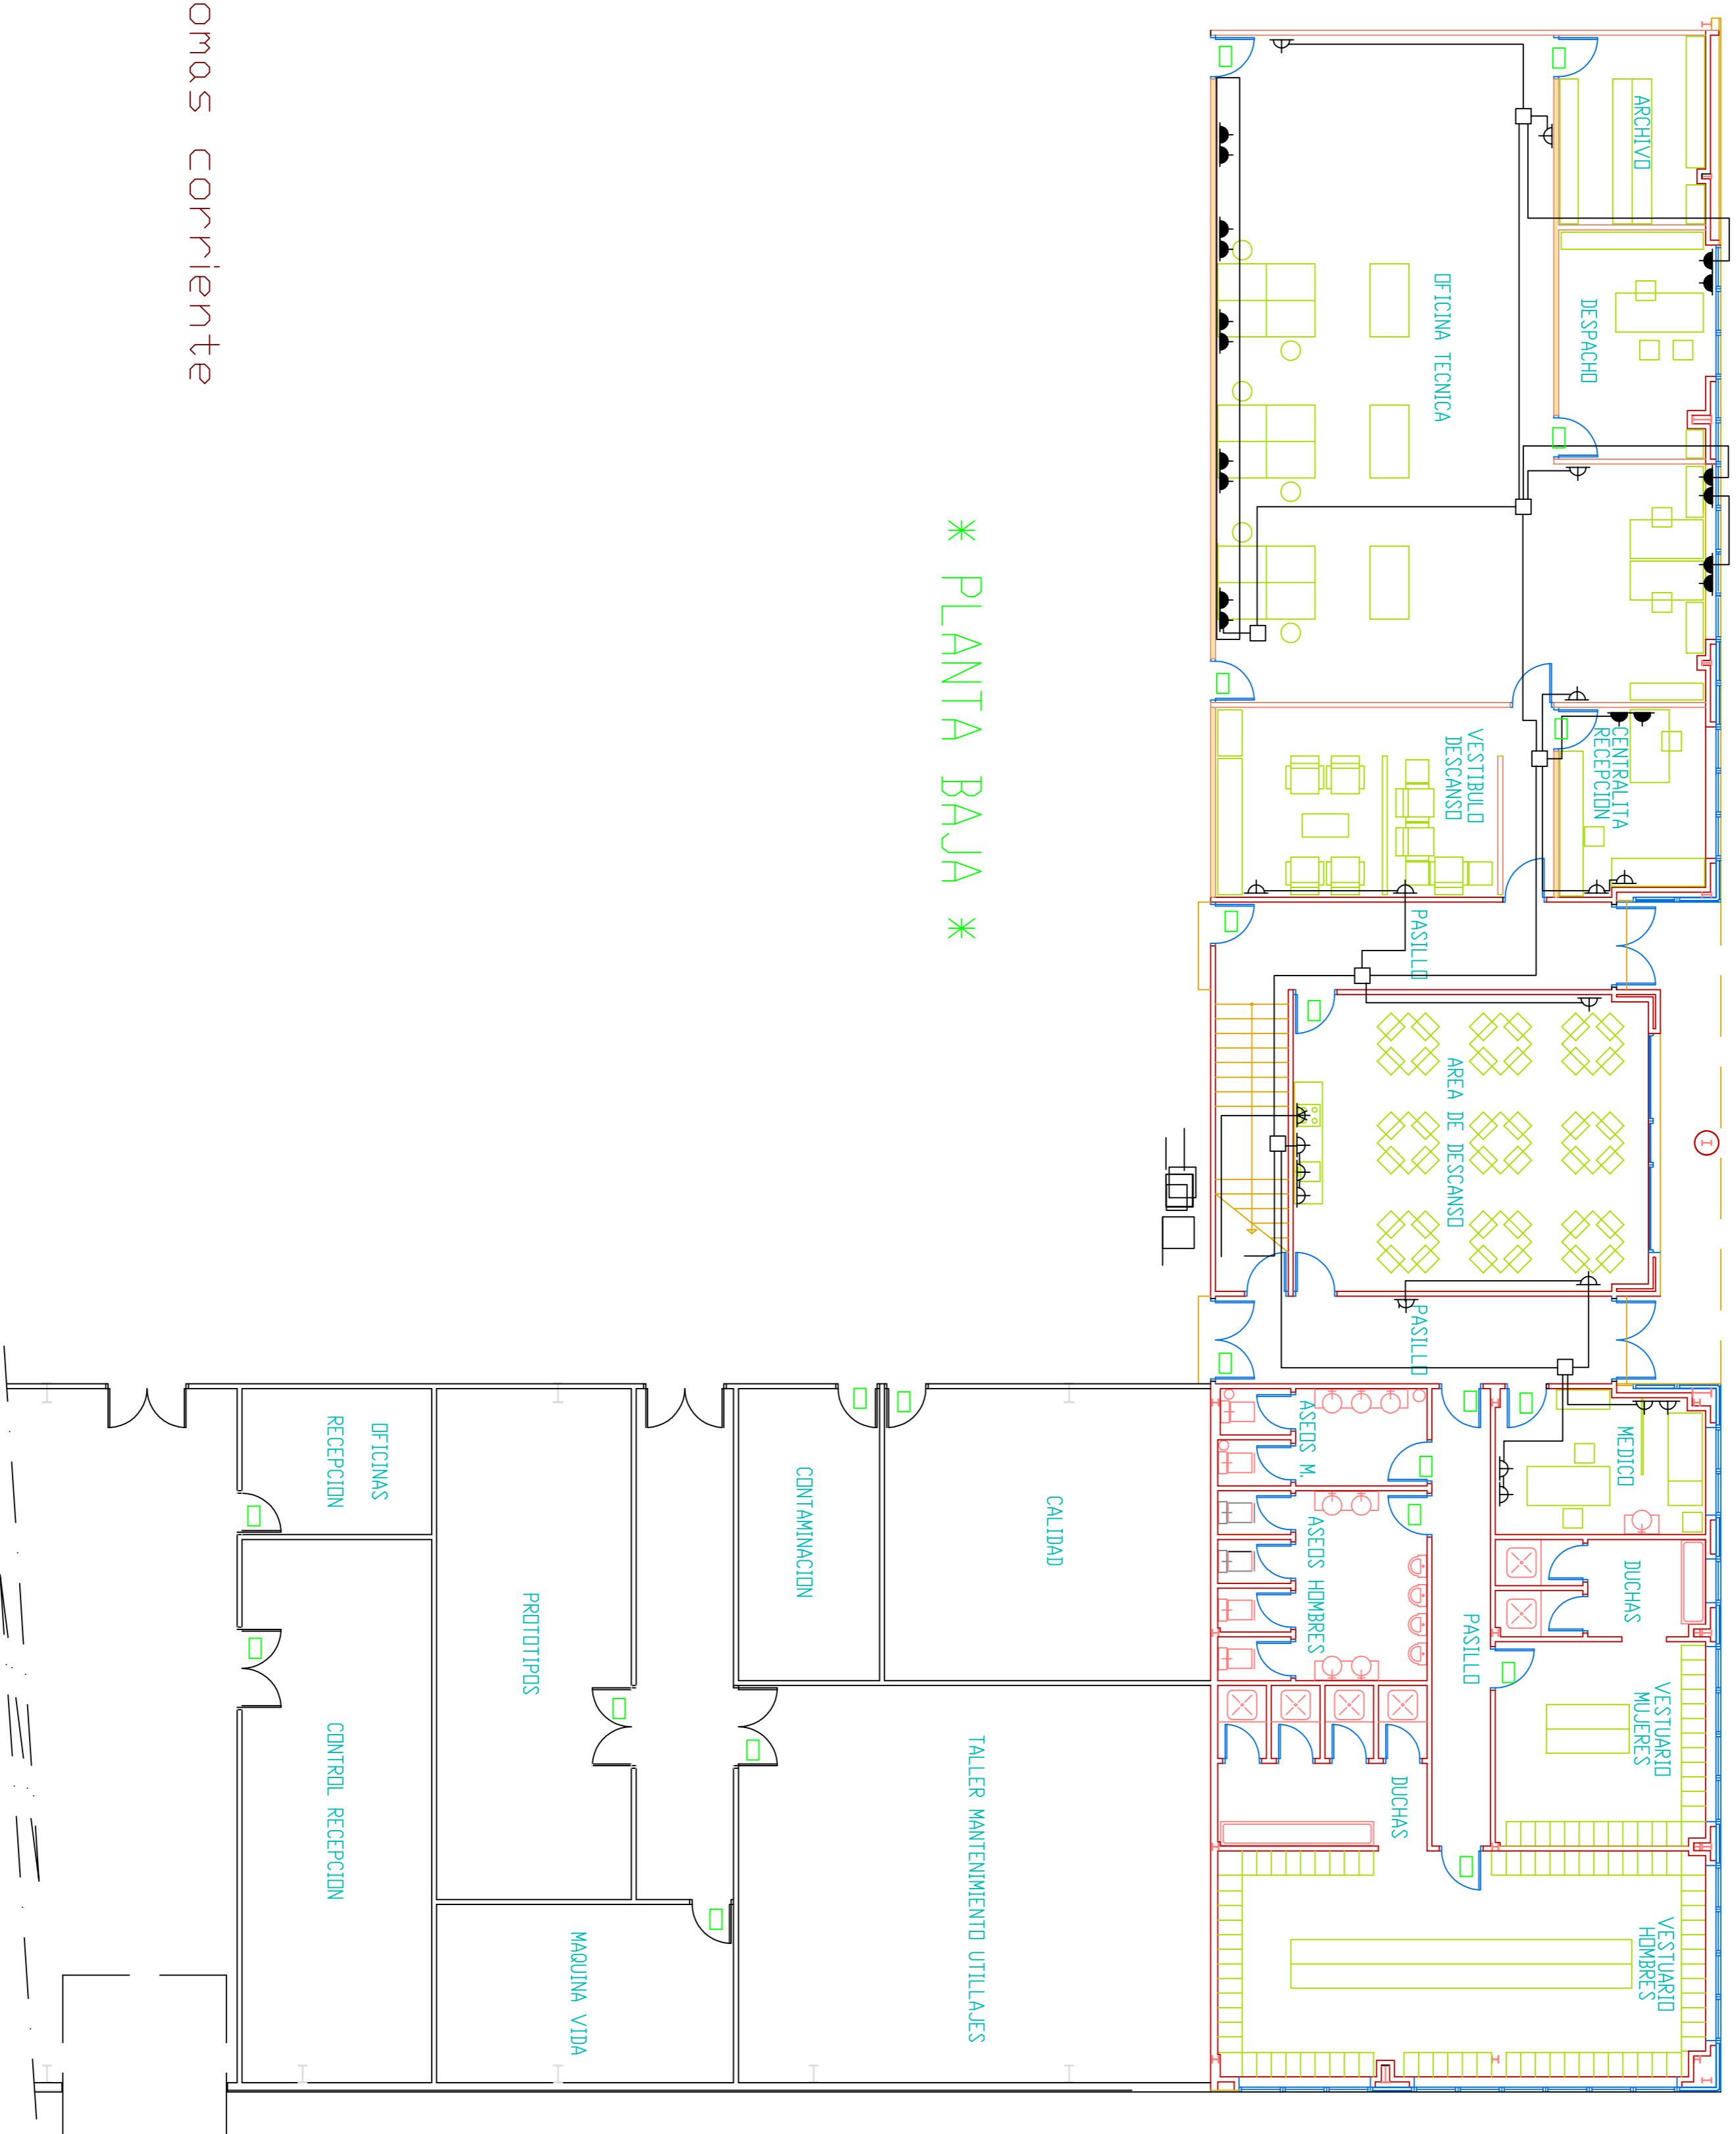 ARCHIVO
DESPACHO
OFICINA TECNICA
CENTRALITA
RECEPCION
VESTIBULO
DESCANSO
PASILLO
AREA DE DESCANSO
PASILLO
MEDICO
ASEOS M.
ASEOS HOMBRES
DUCHAS
PASILLO
VESTUARIO
MUJERES
DUCHAS
VESTUARIO
HOMBRES
* PLANTA BAJA *
omas corriente
OFICINAS
RECEPCION
CONTAMINACION
CALIDAD
PROTOTIPOS
CONTROL RECEPCION
TALLER MANTENIMIENTO UTILLAJES
MAQUINA VIDA